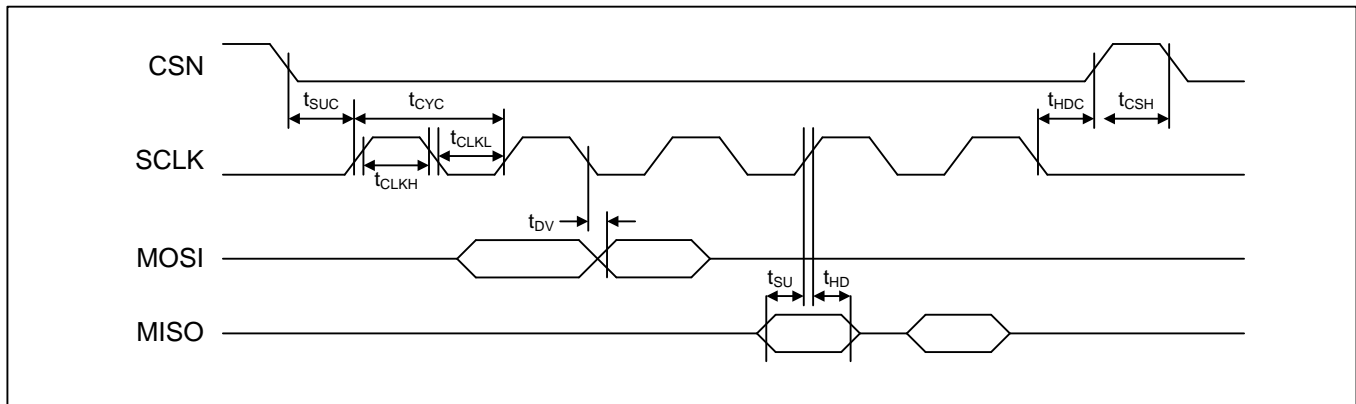 CSN
tSUC
tCYC
tHDC
tCSH
SCLK
tCLKL
tCLKH
tDV
MOSI
tSU
tHD
MISO